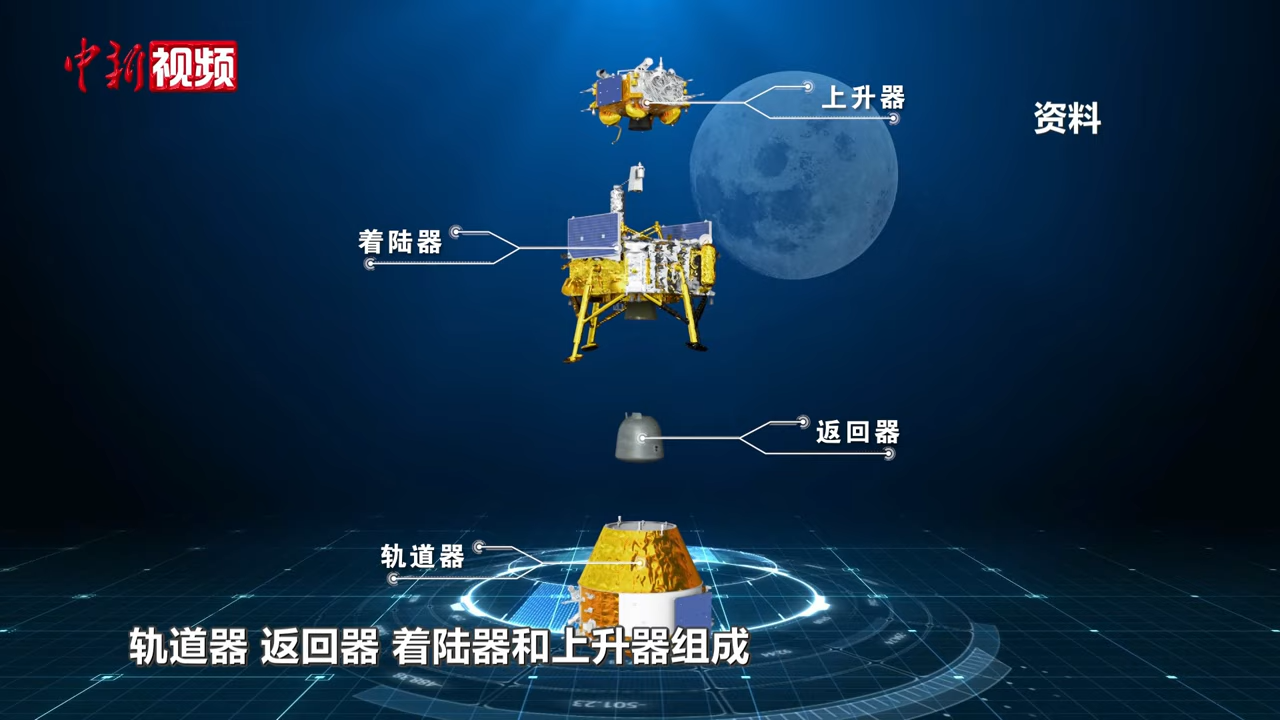 中新视频
上升器
资料
着陆器
返回器
轨道器
轨道器 返回器 着陆器和上升器组成